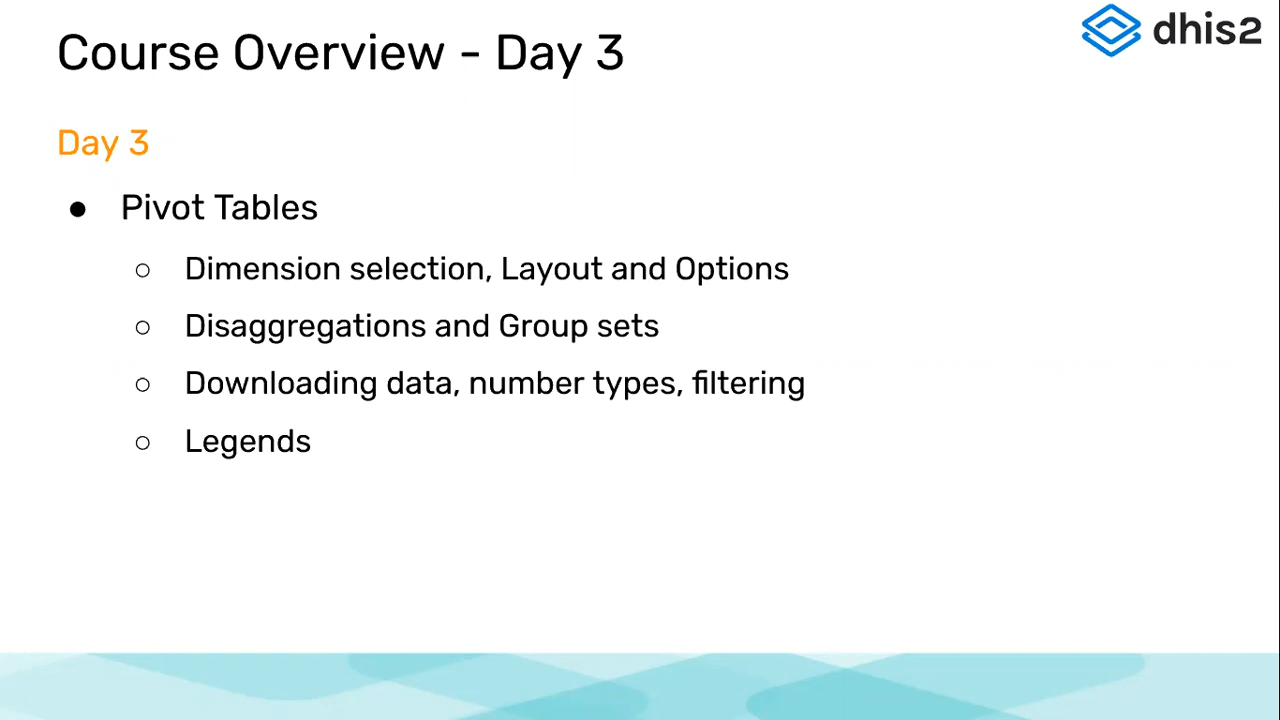 Course Overview - Day 3
dhis2
Day 3
● Pivot Tables
○ Dimension selection, Layout and Options
○ Disaggregations and Group sets
○ Downloading data, number types, filtering
○ Legends